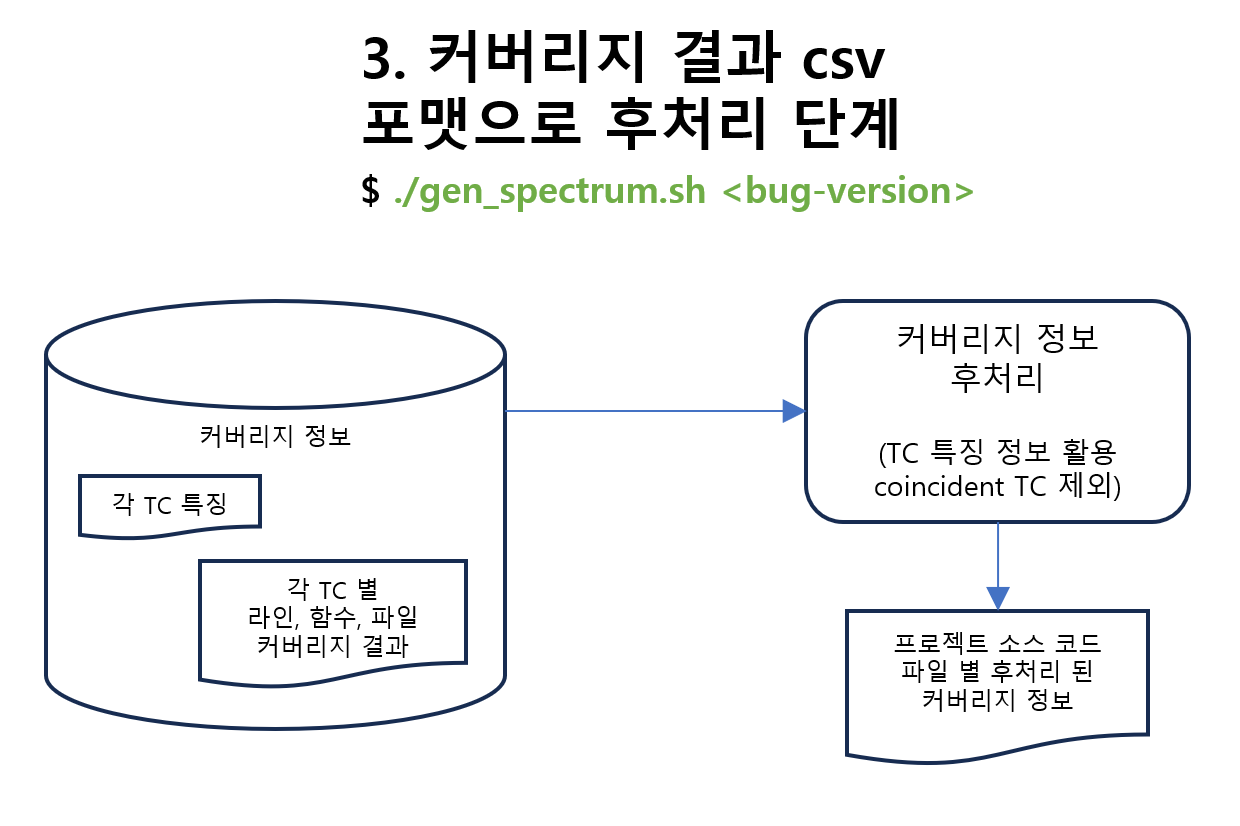 3. 커버리지 결과 csv
포맷으로 후처리 단계
$ ./gen_spectrum.sh <bug-version>
커버리지 정보
각 TC 특징
각 TC 별
라인, 함수, 파일
커버리지 결과
커버리지 정보
후처리
(TC 특징 정보 활용
coincident TC 제외)
프로젝트 소스 코드
파일 별 후처리 된
커버리지 정보